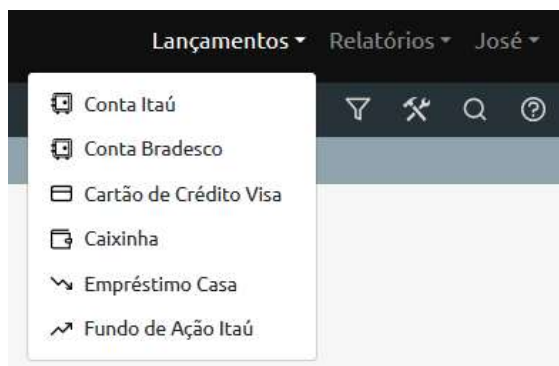 Lançamentos Relatórios José
Conta Itaú
Conta Bradesco
Cartão de Crédito Visa
Caixinha
Empréstimo Casa
Fundo de Ação Itaú